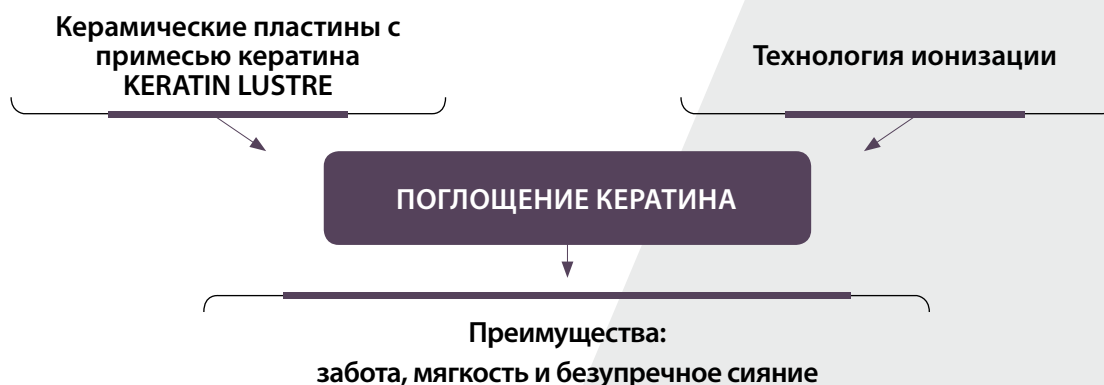 Керамические пластины с
примесью кератина
KERATIN LUSTRE
Технология ионизации
ПОГЛОЩЕНИЕ КЕРАТИНА
Преимущества:
забота, мягкость и безупречное сияние